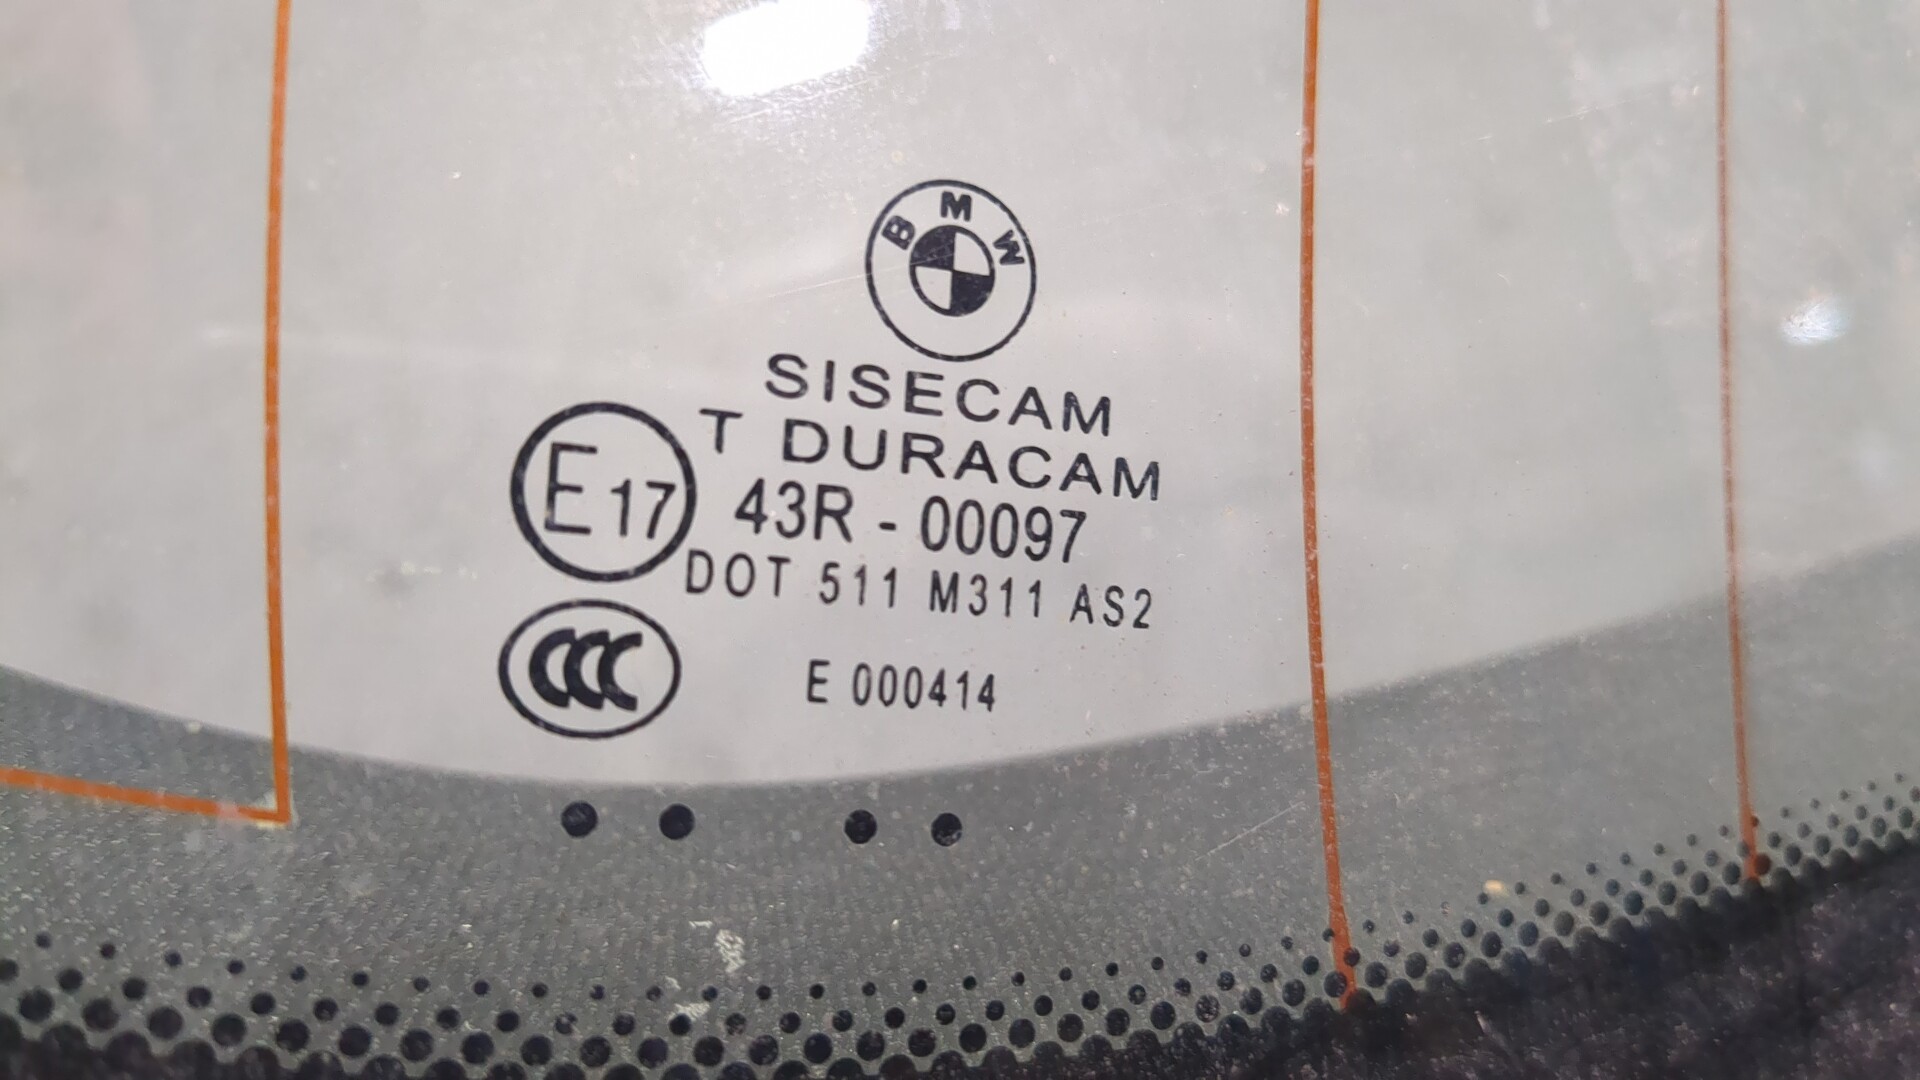 BMW
SISECAM
T DURACAM
E17 43R - 00097
DOT 511 M311 AS2
CCC E 000414